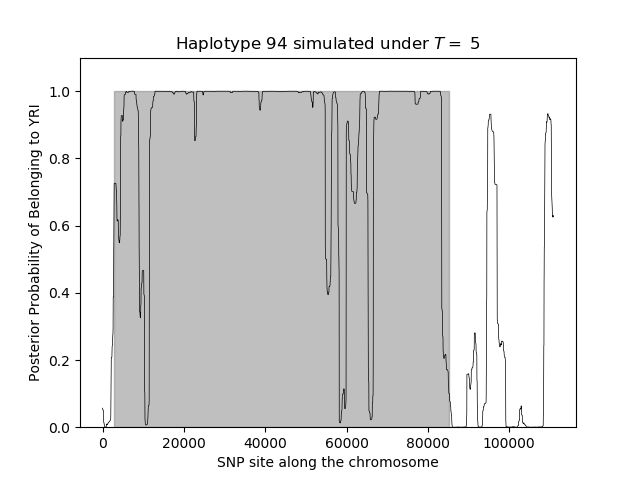 Haplotype 94 simulated under T = 5
Posterior Probability of Belonging to YRI
1.0
0.8
0.6
0.4
0.2
0.0
0 20000 40000 60000 80000 100000
SNP site along the chromosome